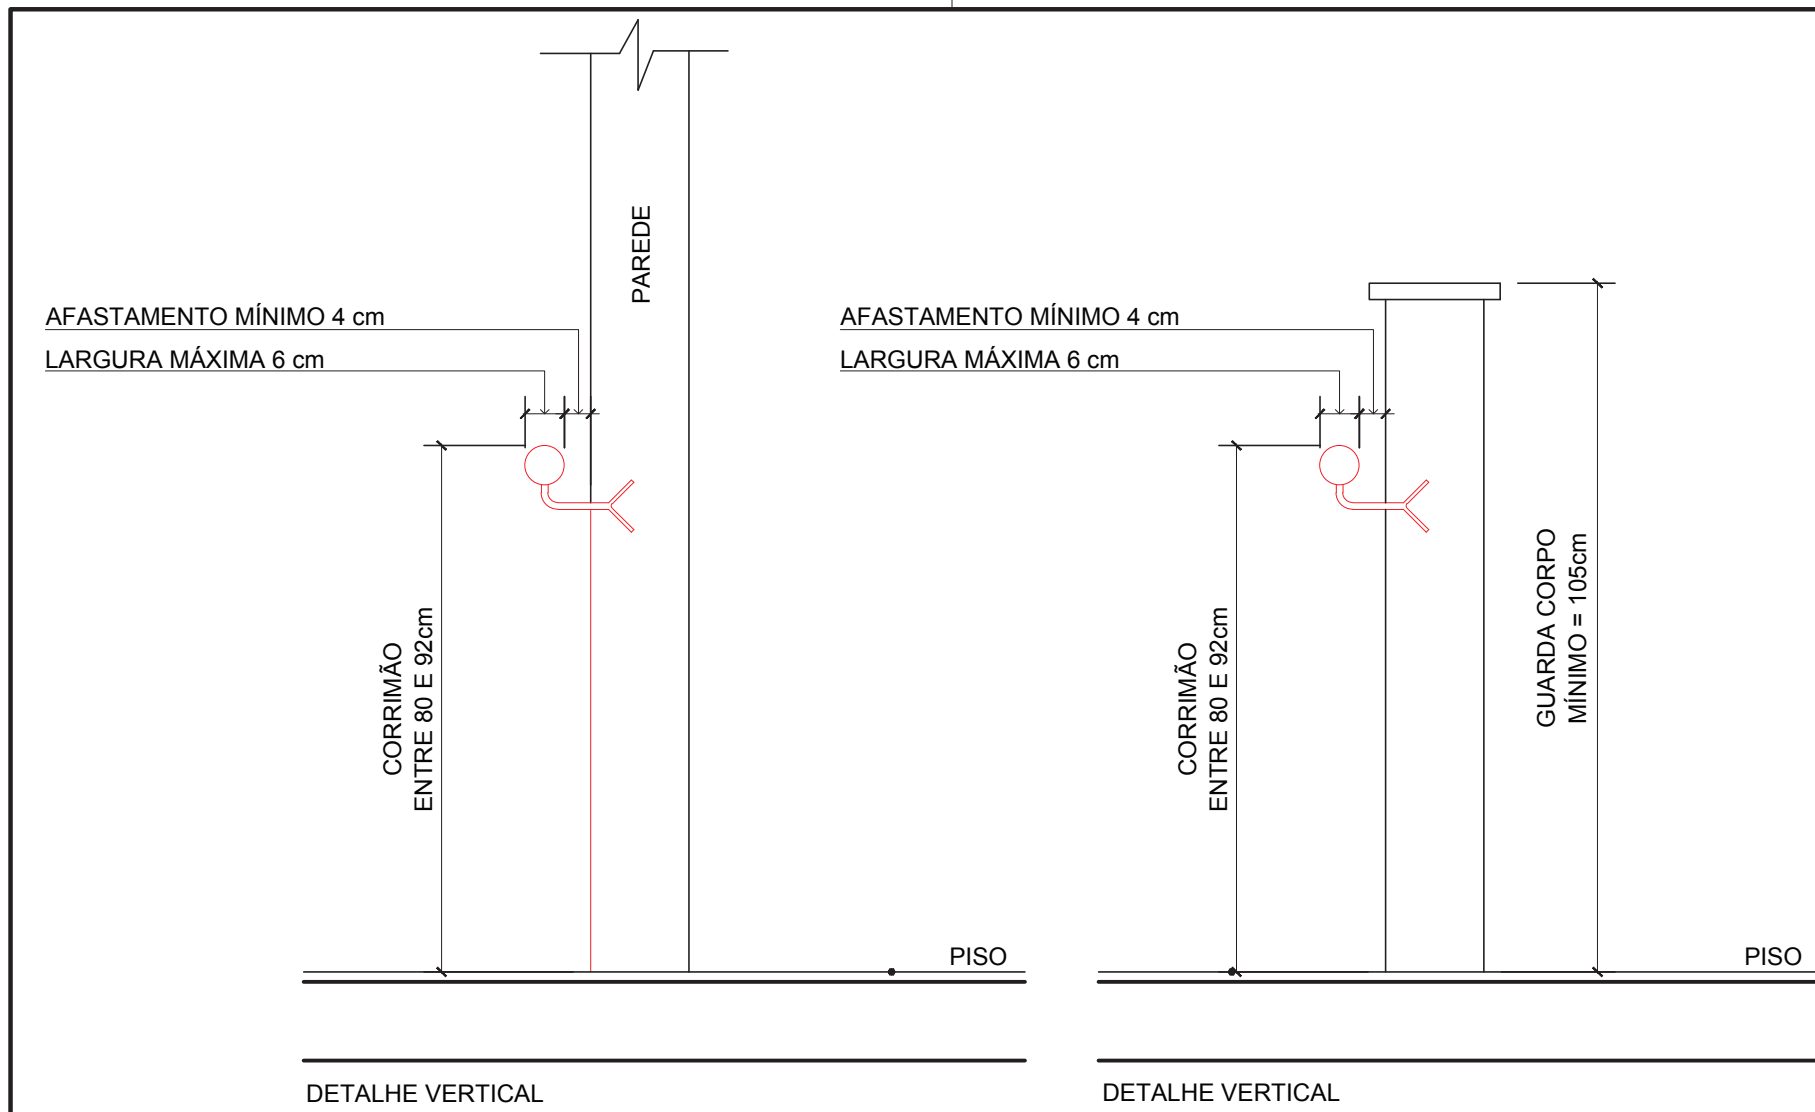 PAREDE
AFASTAMENTO MÍNIMO 4 cm
LARGURA MÁXIMA 6 cm
CORRIMÃO
ENTRE 80 E 92cm
PISO
DETALHE VERTICAL
AFASTAMENTO MÍNIMO 4 cm
LARGURA MÁXIMA 6 cm
CORRIMÃO
ENTRE 80 E 92cm
GUARDA CORPO
MÍNIMO = 105cm
PISO
DETALHE VERTICAL